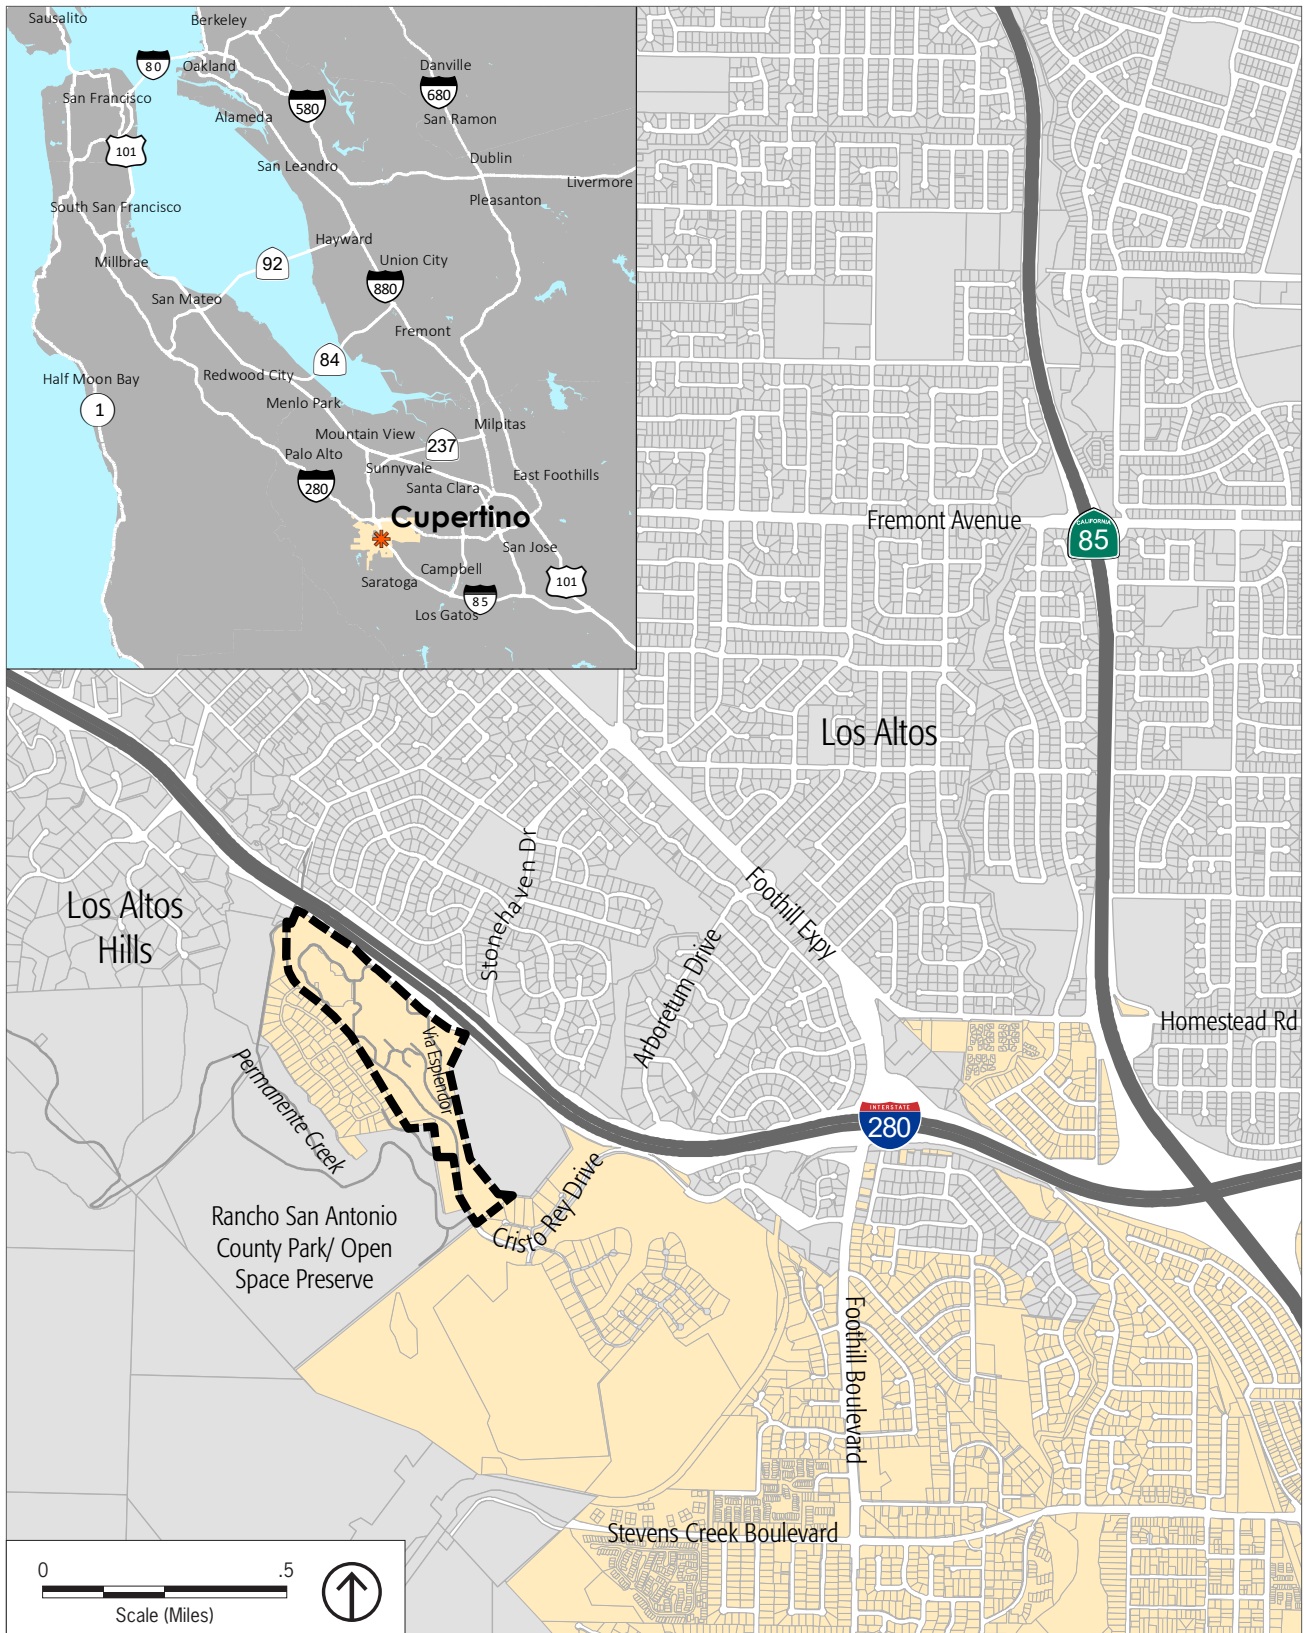 Sausalito
Berkeley
80
Oakland
Danville
680
San Francisco
580
Alameda
San Ramon
101
San Leandro
Dublin
Livermore
Pleasanton
South San Francisco
Hayward
Millbrae
92
Union City
880
San Mateo
Fremont
84
Half Moon Bay
Redwood City
1
Menlo Park
Milpitas
Mountain View
237
Palo Alto
Sunnyvale
280
Santa Clara
East Foothills
Cupertino
San Jose
Campbell
Saratoga
101
85
Los Gatos
Fremont Avenue
CALIFORNIA
85
Los Altos
Stonehaven Dr
Foothill Expy
Los Altos
Hills
Arboretum Drive
Homestead Rd
Via Esplendor
Permanente Creek
INTERSTATE
280
Cristo Rey Drive
Rancho San Antonio
County Park/ Open
Space Preserve
Foothill Boulevard
Stevens Creek Boulevard
0 .5
Scale (Miles)